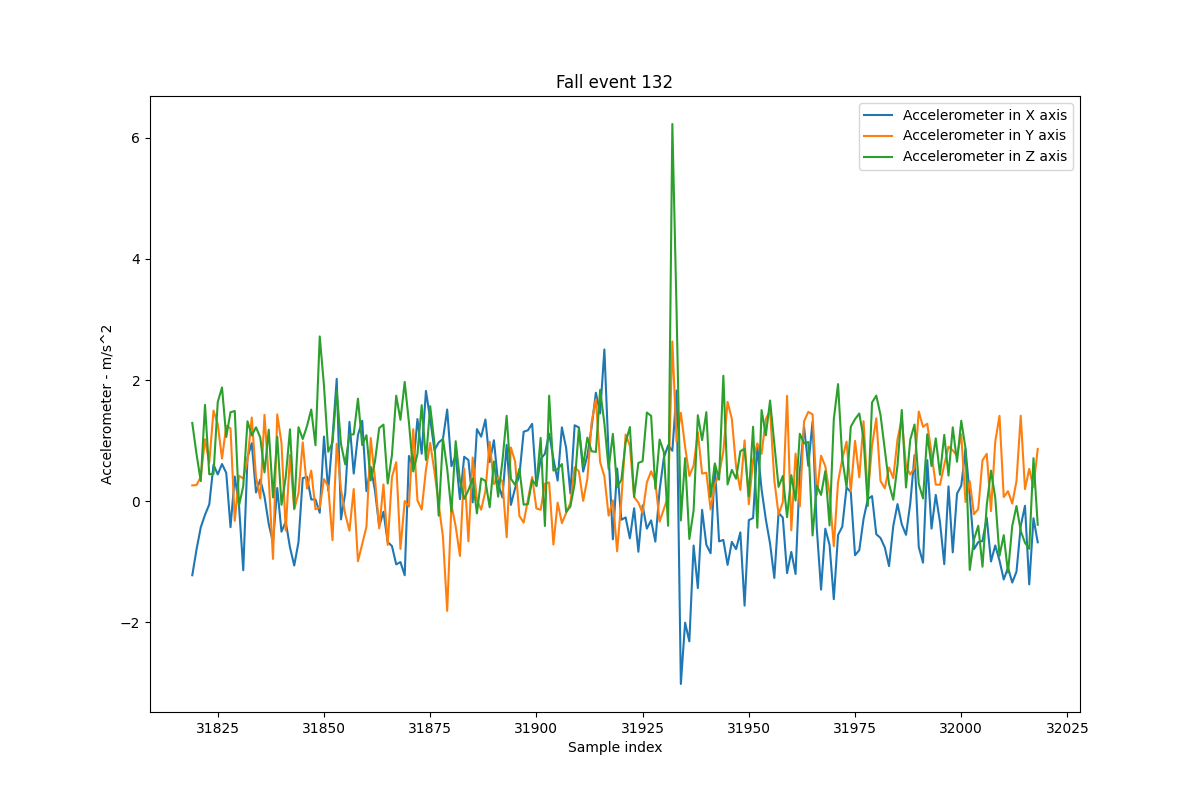 Fall event 132
Accelerometer in X axis
Accelerometer in Y axis
Accelerometer in Z axis
Accelerometer - m/s^2
6
4
2
0
−2
31825 31850 31875 31900 31925 31950 31975 32000 32025
Sample index